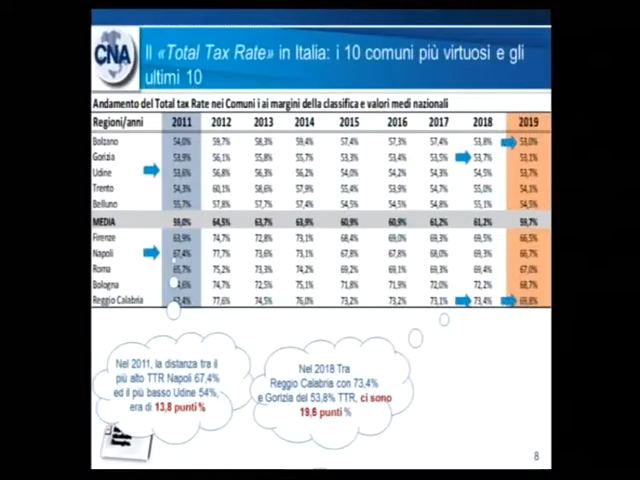 CNA
Il «Total Tax Rate» in Italia: i 10 comuni più virtuosi e gli
ultimi 10
Andamento del Total tax Rate nei Comuni i ai margini della classifica e valori medi nazionali
Regioni/anni 2011 2012 2013 2014 2015 2016 2017 2018 2019
Bolzano 54,0% 59,7% 58,3% 59,4% 57,4% 57,3% 57,4% 53,8% 53,0%
Gorizia 53,9% 56,1% 55,8% 55,7% 53,3% 53,4% 53,5% 53,7% 53,1%
Udine 53,6% 56,8% 56,3% 56,2% 54,0% 54,2% 54,3% 54,5% 53,7%
Trento 54,3% 60,1% 58,6% 57,9% 55,4% 53,9% 54,7% 55,0% 54,1%
Belluno 55,7% 57,8% 57,7% 57,4% 54,5% 54,5% 54,8% 55,1% 54,5%
MEDIA 59,0% 64,5% 63,7% 63,9% 60,9% 60,9% 61,2% 61,2% 59,7%
Firenze 63,9% 74,7% 72,8% 73,1% 68,4% 69,0% 69,3% 69,5% 66,5%
Napoli 67,4% 77,7% 73,6% 73,1% 67,8% 67,8% 68,0% 69,3% 66,7%
Roma 65,7% 75,2% 73,3% 74,2% 69,2% 69,1% 69,3% 69,4% 67,0%
Bologna 74,7% 72,5% 75,1% 71,8% 71,9% 72,0% 72,2% 68,7%
Reggio Calabria 77,6% 74,5% 76,0% 73,2% 73,2% 73,1% 73,4% 69,8%
Nel 2011, la distanza tra il
più alto TTR Napoli 67,4%
ed il più basso Udine 54%,
era di 13,8 punti%
Nel 2018 Tra
Reggio Calabria con 73,4%
e Gorizia del 53,8% TTR, ci sono
19,6 punti%
8